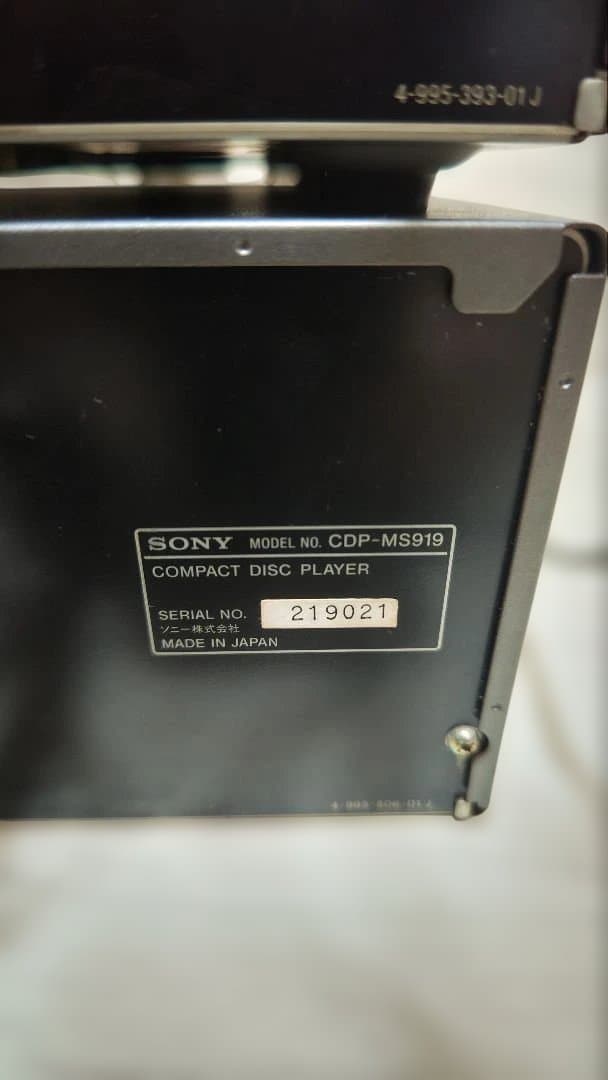 4-995-393-01J
SONY MODEL NO. CDP-MS919
COMPACT DISC PLAYER
SERIAL NO. 219021
ソニー株式会社
MADE IN JAPAN